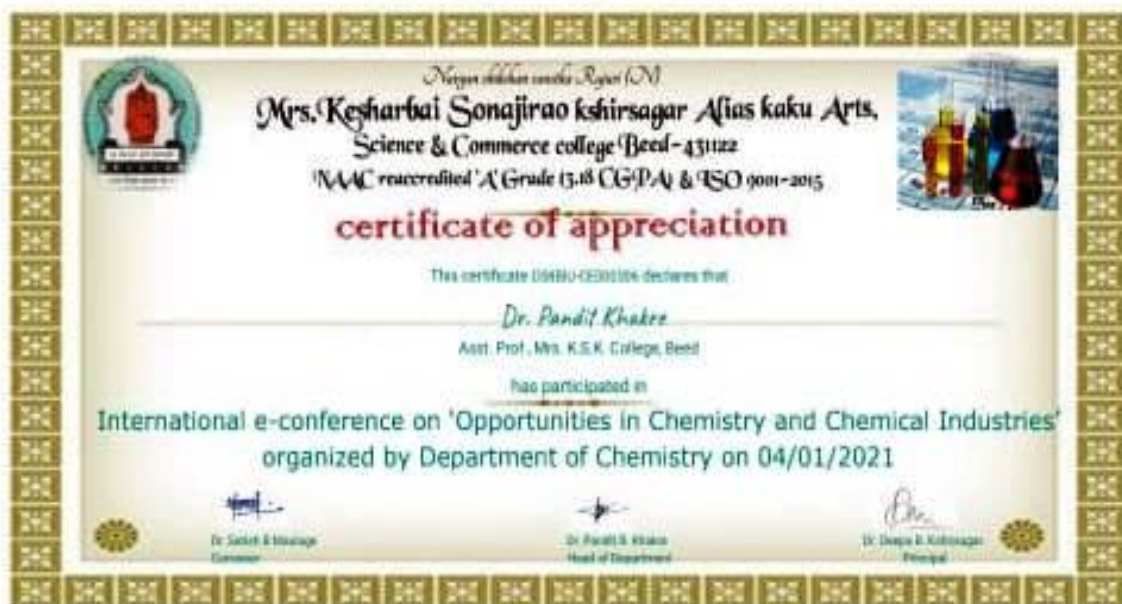 Mrs.Kesharbai Sonajirao kshirsagar Alias kaku Arts,
Science & Commerce college Beed-431122
NAAC reaccredited 'A' Grade (3.18 CGPA) & ISO 9001-2015
certificate of appreciation
This certificate declares that
Dr. Pandit Khakre
Asst. Prof., Mrs. K.S.K. College, Beed
has participated in
International e-conference on 'Opportunities in Chemistry and Chemical Industries'
organized by Department of Chemistry on 04/01/2021
Dr.
Dr.
Dr.
Head of Department
Principal